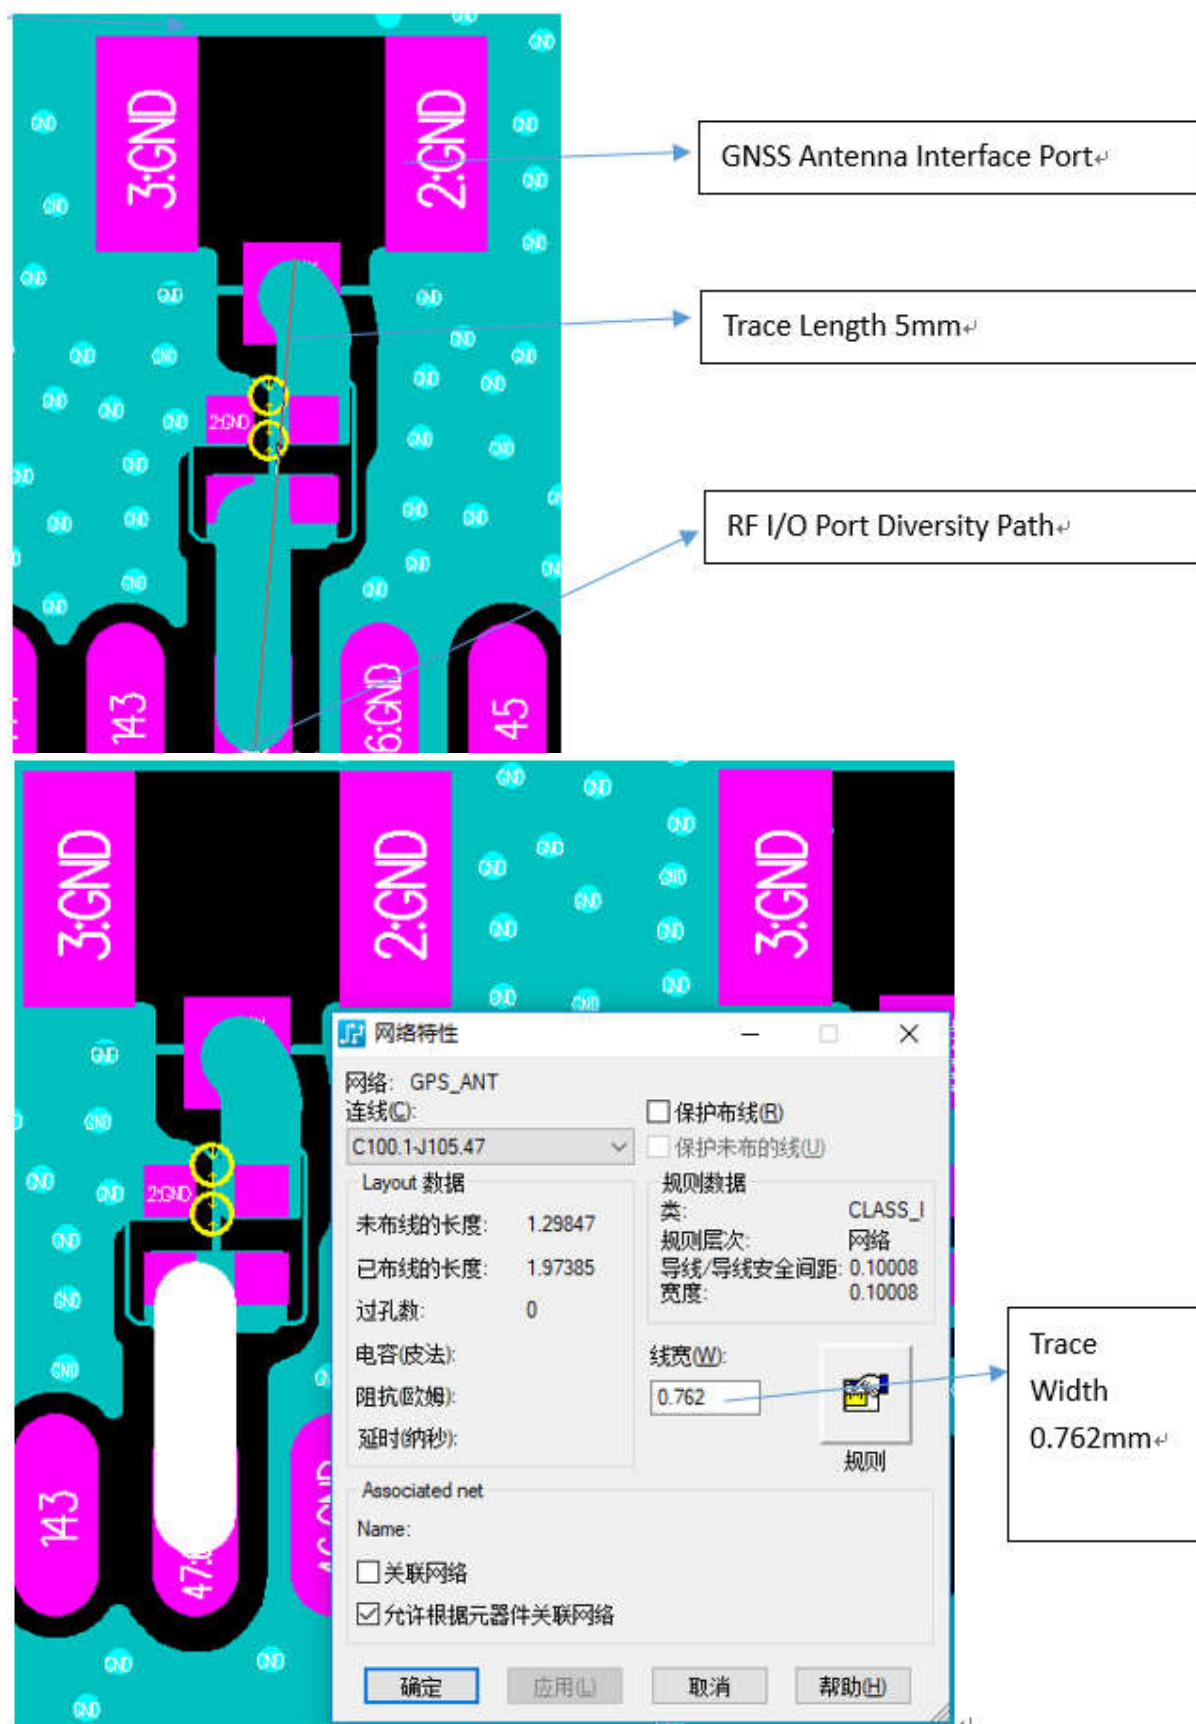 3:GND
2:GND
GNSS Antenna Interface Port
Trace Length 5mm
2:GND
RF I/O Port Diversity Path
143
6:GND
45
3:GND
2:GND
3:GND
网络特性
网络: GPS_ANT
连线(C):
保护布线(R)
C100.1-J105.47
保护未布的线(U)
Layout 数据
规则数据
类: CLASS_I
未布线的长度: 1.29847
规则层次: 网络
已布线的长度: 1.97385
导线/导线安全间距: 0.10008
宽度: 0.10008
过孔数: 0
电容(皮法):
线宽(W):
阻抗(欧姆):
0.762
延时(纳秒):
规则
Trace
Width
0.762mm
Associated net
Name:
关联网络
允许根据元器件关联网络
确定
应用(L)
取消
帮助(H)
2:GND
143
47:
46:GND
GND